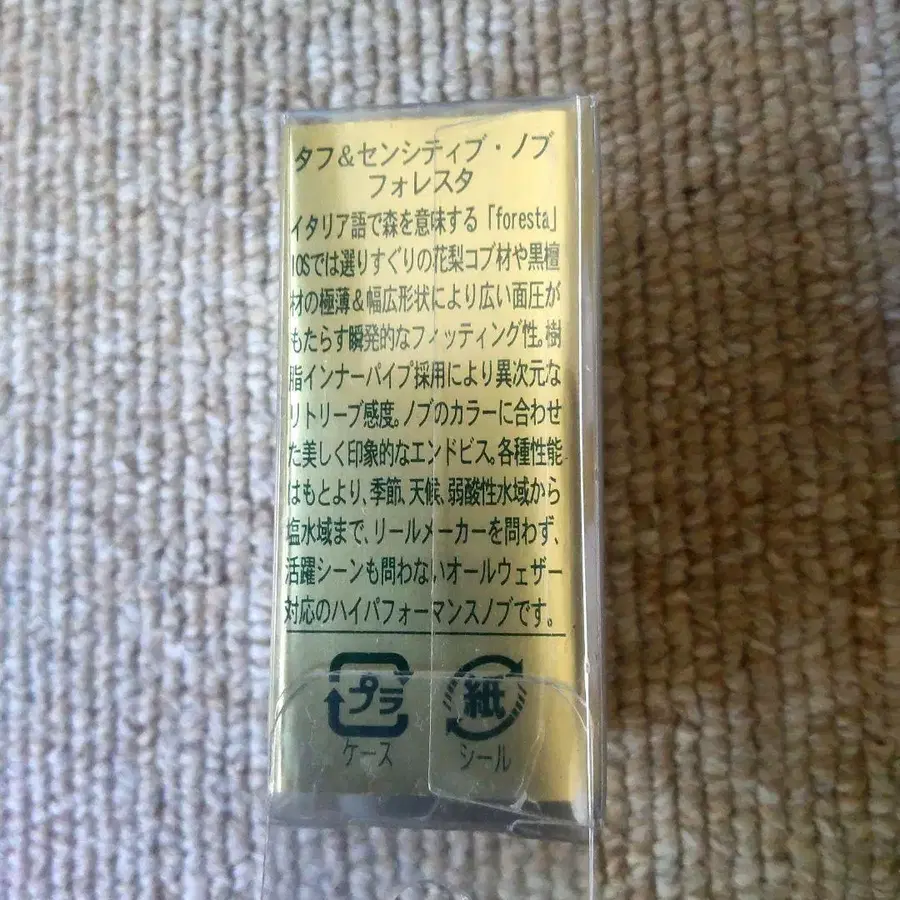 タフ&センシティブ・ノブ
フォレスタ
イタリア語で森を意味する「foresta」
IOSでは選りすぐりの花梨コブ材や黒檀
材の極薄&幅広形状により広い面圧が
もたらす瞬発的なフィッティング性。樹
脂インナーパイプ採用により異次元な
リトリーブ感度。ノブのカラーに合わせ
た美しく印象的なエンドビス。各種性能
はもとより、季節、天候、弱酸性水域から
塩水域まで、リールメーカーを問わず、
活躍シーンも問わないオールウェザー
対応のハイパフォーマンスノブです。
プラ
紙
ケース
シール